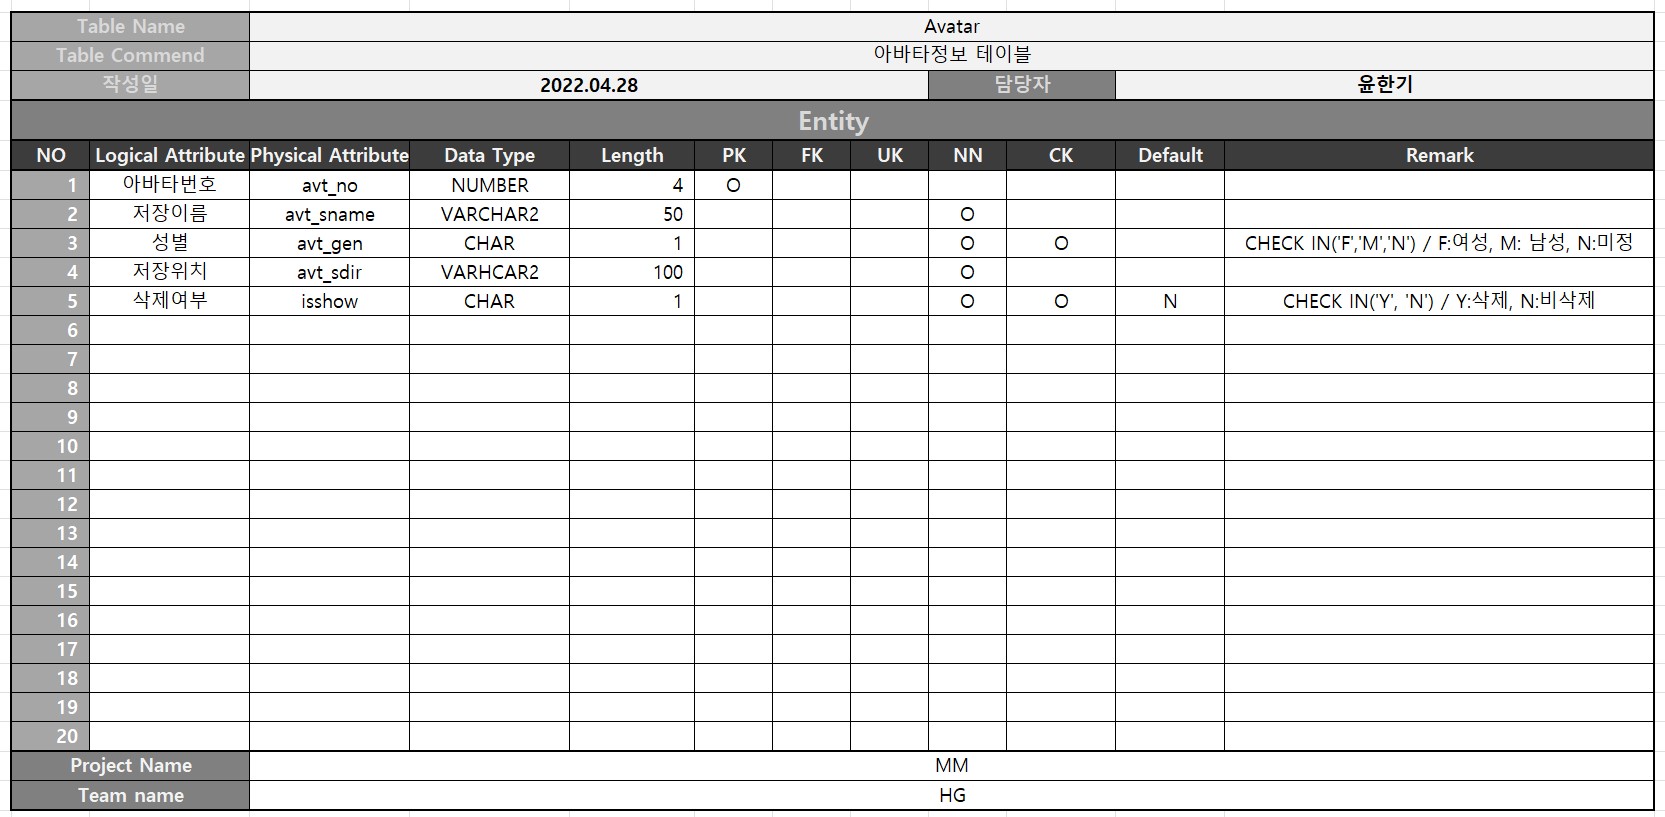 Table Name Avatar
Table Commend 아바타정보 테이블
작성일 2022.04.28 담당자 윤한기
Entity
NO Logical Attribute Physical Attribute Data Type Length PK FK UK NN CK Default Remark
1 아바타번호 avt_no NUMBER 4 O
2 저장이름 avt_sname VARCHAR2 50 O
3 성별 avt_gen CHAR 1 O O CHECK IN('F','M','N') / F:여성, M: 남성, N:미정
4 저장위치 avt_sdir VARHCAR2 100 O
5 삭제여부 isshow CHAR 1 O O N CHECK IN('Y', 'N') / Y:삭제, N:비삭제
6
7
8
9
10
11
12
13
14
15
16
17
18
19
20
Project Name MM
Team name HG